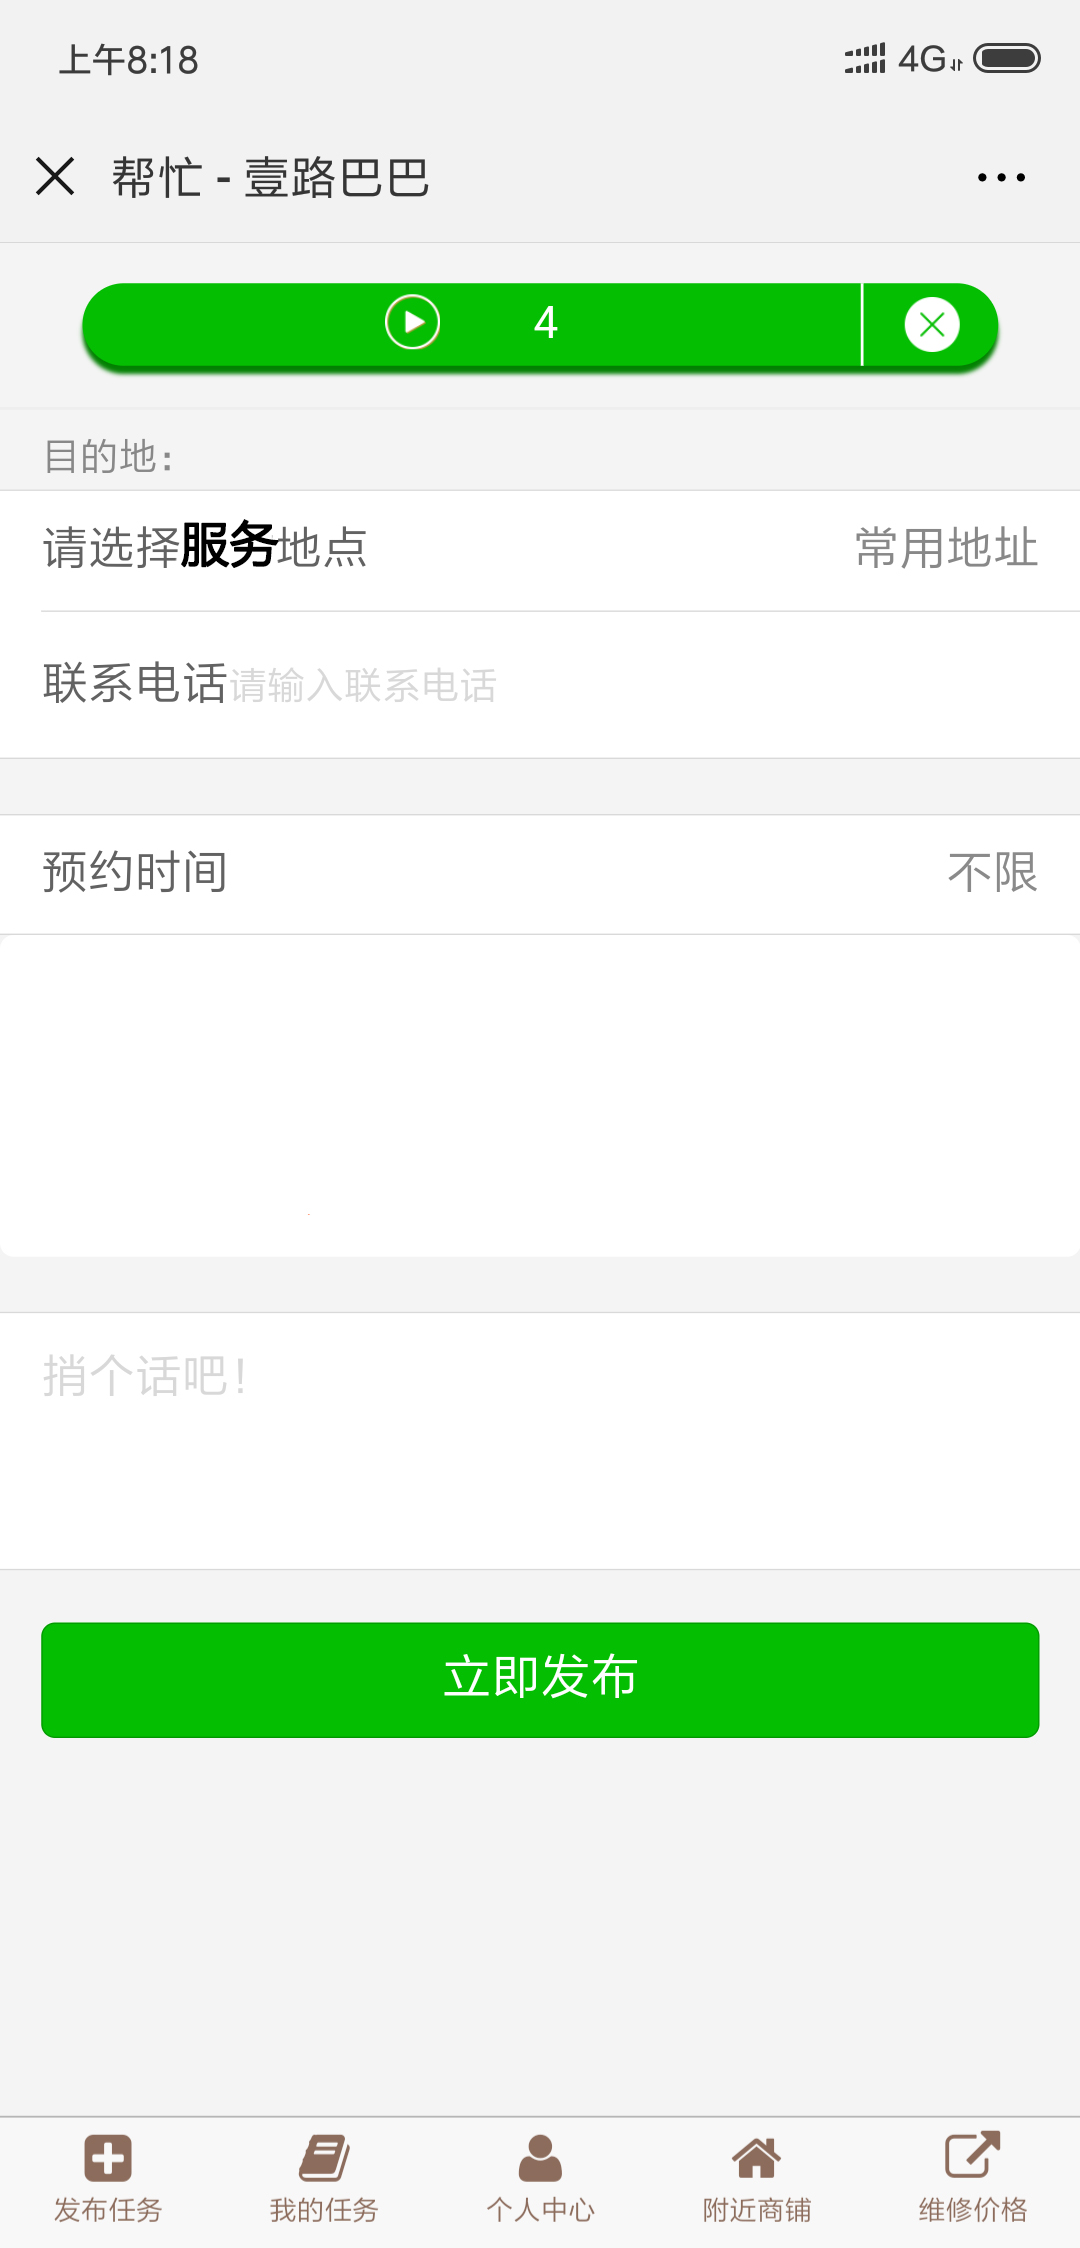 上午8:18 4G
帮忙 - 壹路巴巴
4
目的地：
请选择服务地点 常用地址
联系电话 请输入联系电话
预约时间 不限
捎个话吧！
立即发布
发布任务 我的任务 个人中心 附近商铺 维修价格